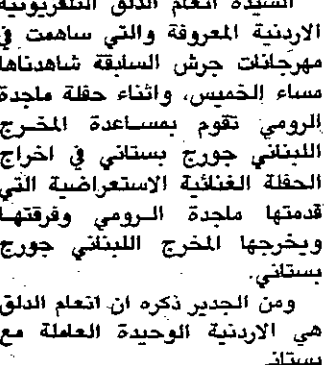 السيدة انعام الدلق التلفزيونية
الاردنية المعروفة والتي ساهمت في
مهرجانات جرش السابقة شاهدناها
مساء الخميس، واثناء حفلة ماجدة
الرومي تقوم بمساعدة المخرج
اللبناني جورج بستاني في اخراج
الحفلة الغنائية الاستعراضية التي
قدمتها ماجدة الرومي وفرقتها
ويخرجها المخرج اللبناني جورج
بستاني.
ومن الجدير ذكره ان انعام الدلق
هي الاردنية الوحيدة العاملة مع
بستاني